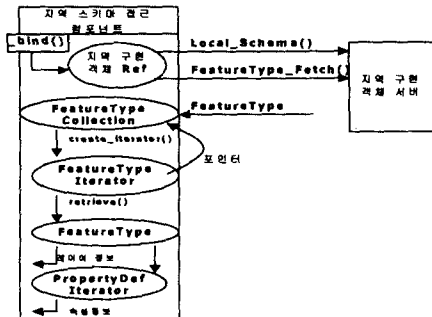 지역 스키마 접근
컴포넌트
_bind()
지역 구현
객체 Ref
Local_Schema()
FeatureType_Fetch()
지역 구현
객체 서버
FeatureType
Collection
FeatureType
create_iterator()
포인터
FeatureType
Iterator
retrieve()
FeatureType
레이어 정보
PropertyDef
Iterator
속성정보